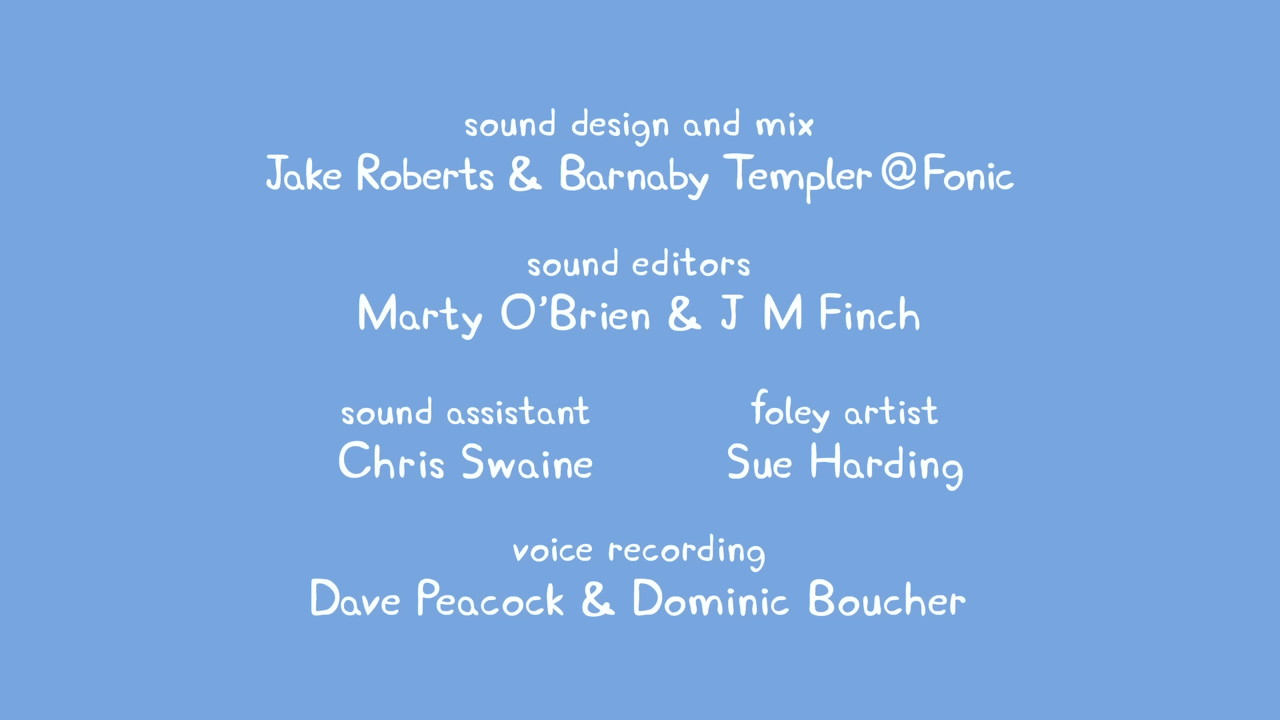 sound design and mix
Jake Roberts & Barnaby Templer @ Fonic
sound editors
Marty O'Brien & J M Finch
sound assistant
Chris Swaine
foley artist
Sue Harding
voice recording
Dave Peacock & Dominic Boucher